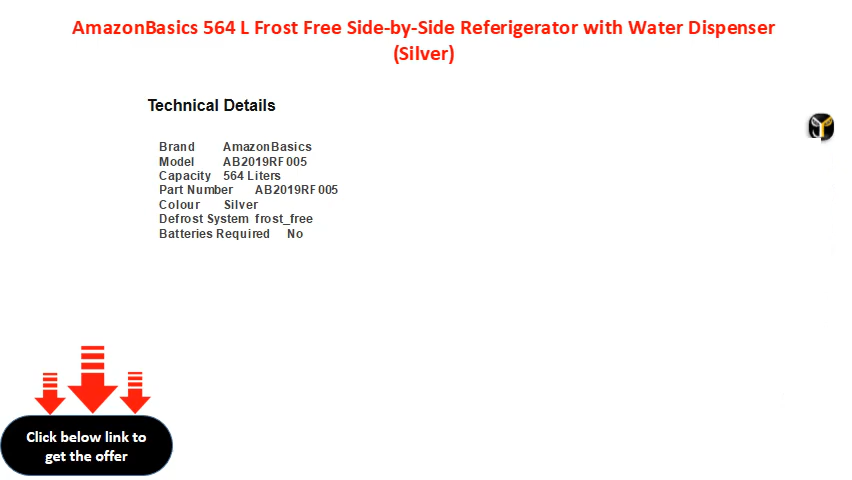 AmazonBasics 564 L Frost Free Side-by-Side Referigerator with Water Dispenser
(Silver)
Technical Details
Brand AmazonBasics
Model AB2019RF005
Capacity 564 Liters
Part Number AB2019RF005
Colour Silver
Defrost System frost_free
Batteries Required No
Click below link to
get the offer